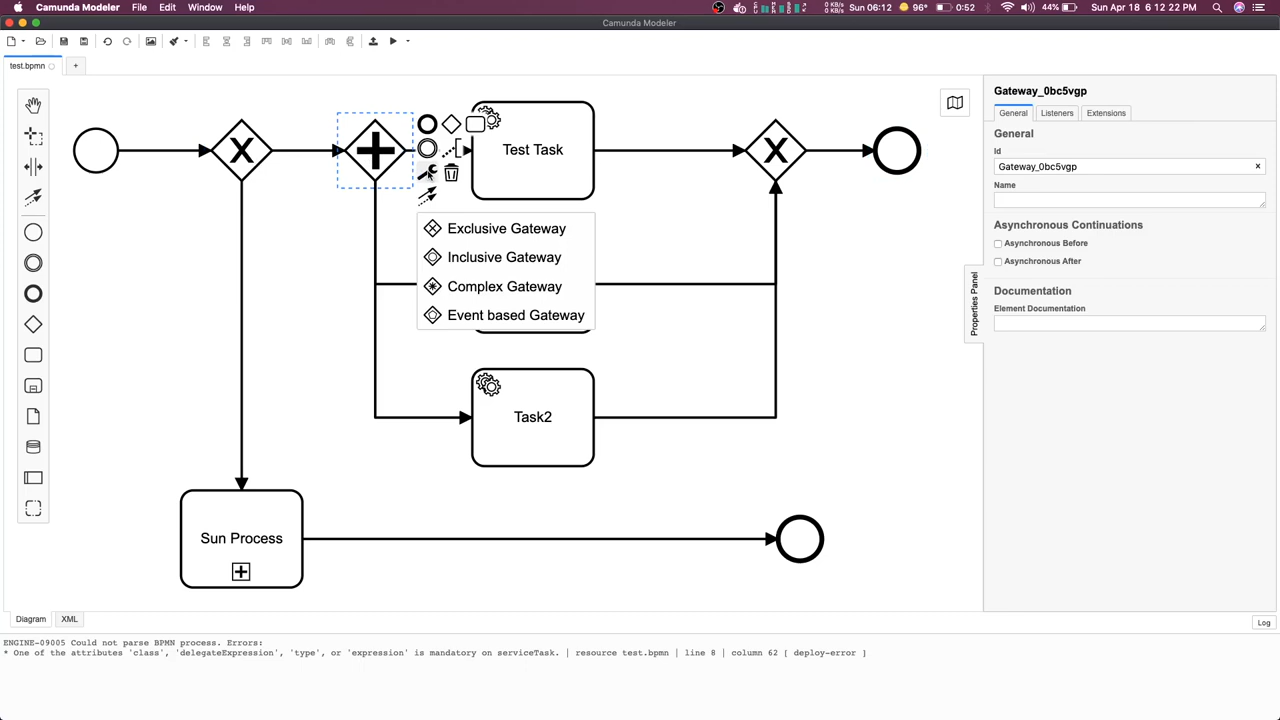 Camunda Modeler File Edit Window Help
0 KB/s
0 KB/s
Sun 06:12 96° 0:52 44% Sun Apr 18 6:12:22 PM
Camunda Modeler
test.bpmn
+
Test Task
Exclusive Gateway
Inclusive Gateway
Complex Gateway
Event based Gateway
Task2
Sun Process
Gateway_0bc5vgp
General Listeners Extensions
General
Id
Gateway_0bc5vgp
Name
Asynchronous Continuations
Asynchronous Before
Asynchronous After
Documentation
Element Documentation
Properties Panel
Diagram XML
Log
ENGINE-09005 Could not parse BPMN process. Errors:
* One of the attributes 'class', 'delegateExpression', 'type', or 'expression' is mandatory on serviceTask. | resource test.bpmn | line 8 | column 62 [ deploy-error ]